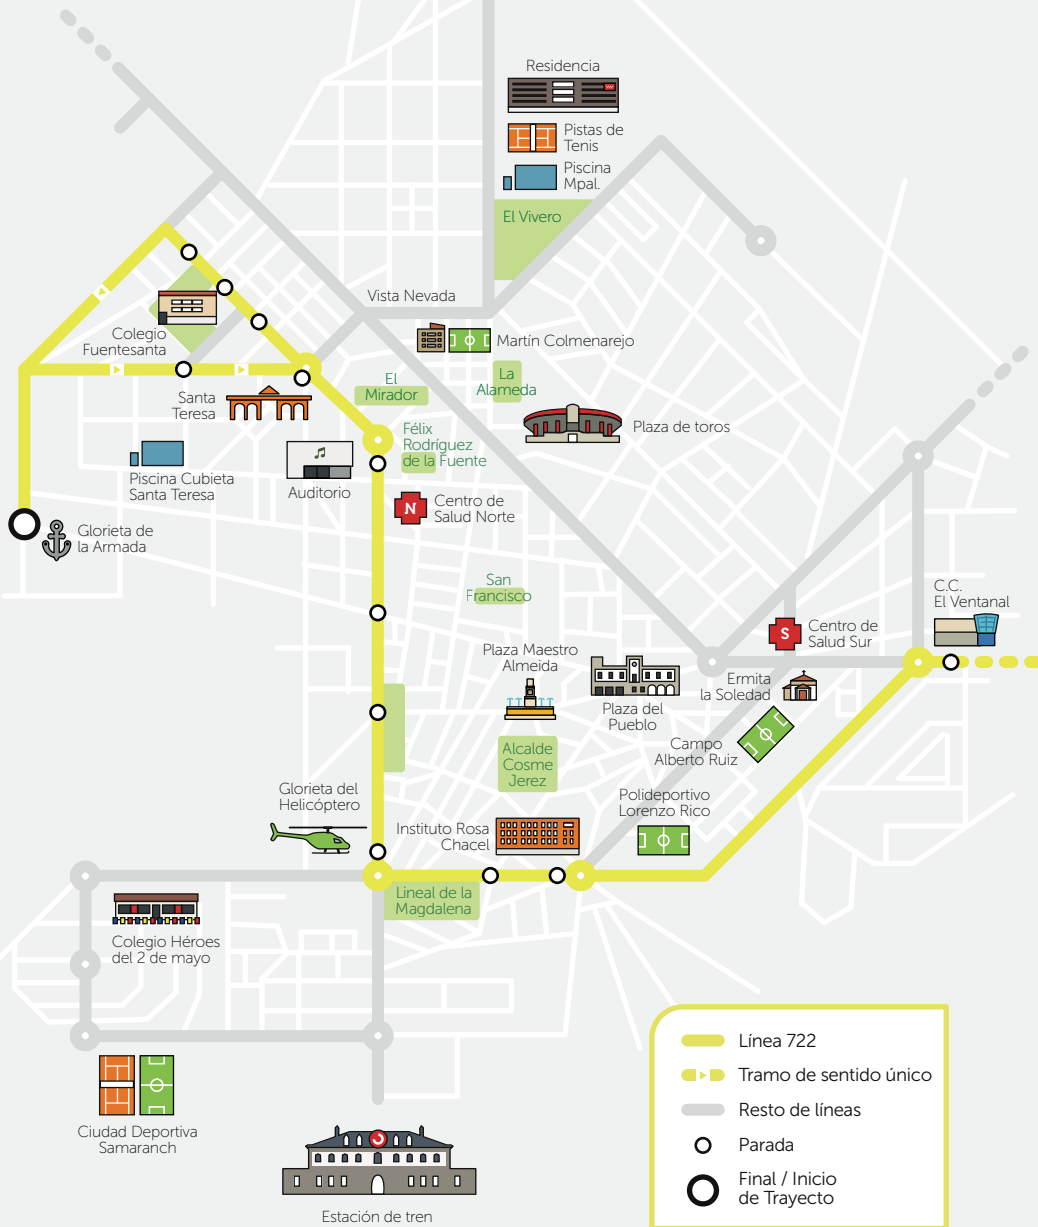 Residencia
Pistas de
Tenis
Piscina
Mpal.
El Vivero
Vista Nevada
Colegio
Fuentesanta
Martín Colmenarejo
La
Alameda
El
Mirador
Santa
Teresa
Plaza de toros
Félix
Rodríguez
de la Fuente
Piscina Cubieta
Santa Teresa
Auditorio
N
Centro de
Salud Norte
Glorieta de
la Armada
San
Francisco
C.C.
El Ventanal
S
Centro de
Salud Sur
Plaza Maestro
Almeida
Ermita
la Soledad
Plaza del
Pueblo
Campo
Alberto Ruiz
Alcalde
Cosme
Jerez
Glorieta del
Helicóptero
Polideportivo
Lorenzo Rico
Instituto Rosa
Chacel
Lineal de la
Magdalena
Colegio Héroes
del 2 de mayo
Ciudad Deportiva
Samaranch
Estación de tren
Línea 722
Tramo de sentido único
Resto de líneas
Parada
Final / Inicio
de Trayecto